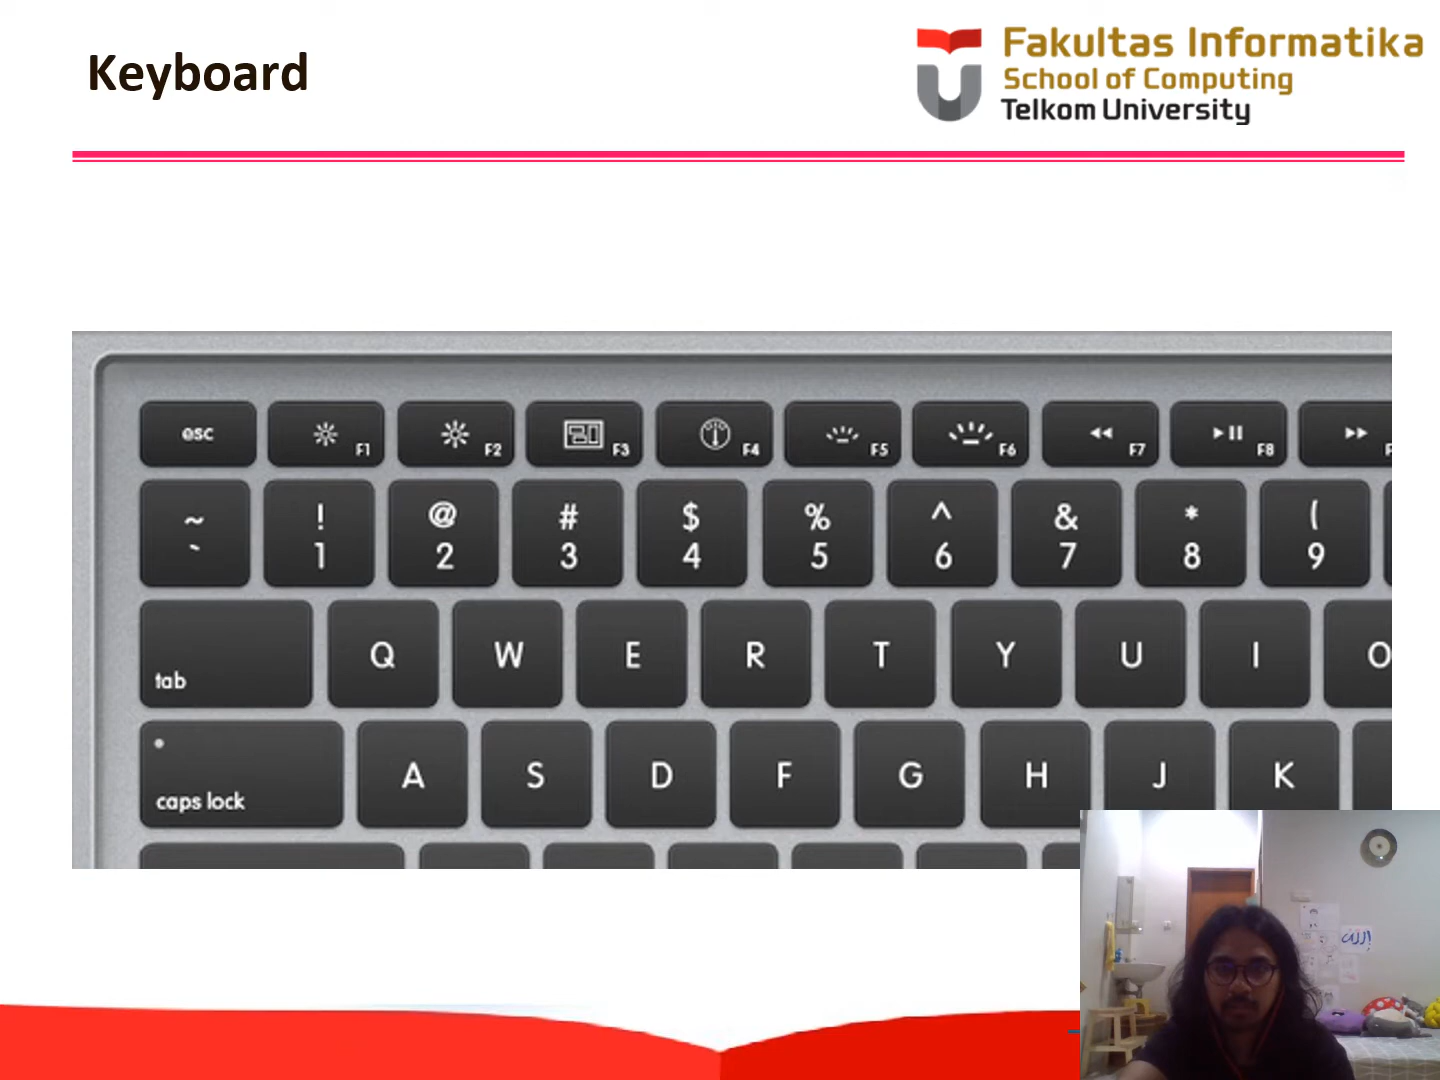 Keyboard
Fakultas Informatika
School of Computing
Telkom University
esc F1 F2 F3 F4 F5 F6 F7 F8
~ ! @ # $ % ^ & * (
` 1 2 3 4 5 6 7 8 9
Q W E R T Y U I O
tab
A S D F G H J K
caps lock